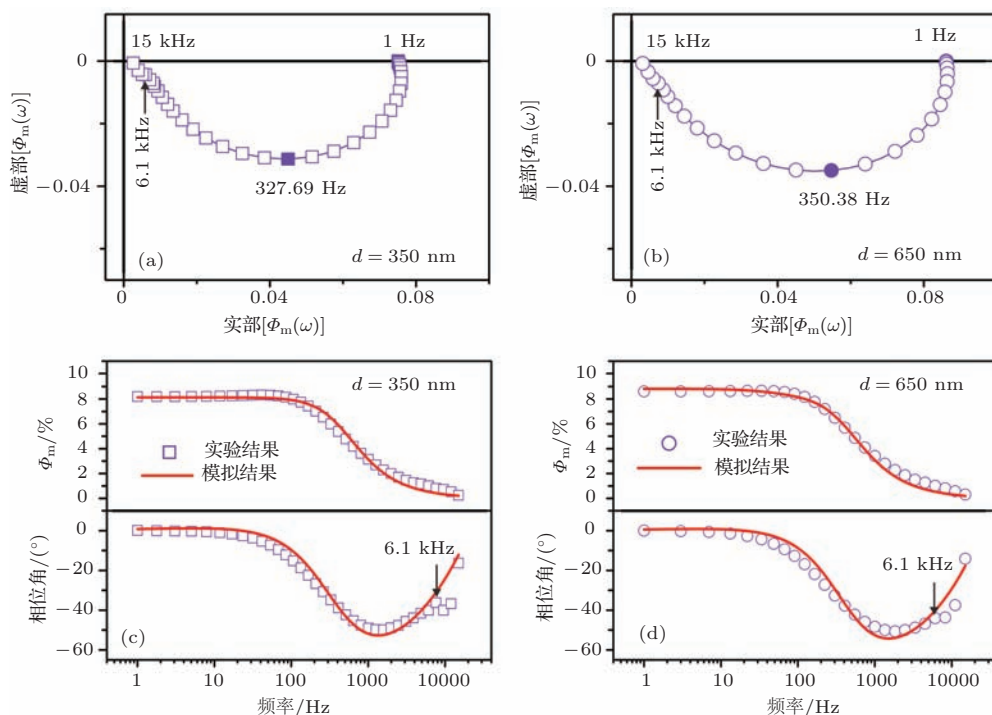 15 kHz
1 Hz
0
6.1 kHz
虚部[Φm(ω)]
−0.04
327.69 Hz
(a)
d = 350 nm
0
0.04
0.08
实部[Φm(ω)]
15 kHz
1 Hz
0
6.1 kHz
虚部[Φm(ω)]
−0.04
350.38 Hz
(b)
d = 650 nm
0
0.04
0.08
实部[Φm(ω)]
10
8
6
4
2
0
Φm/%
d = 350 nm
实验结果
模拟结果
0
−20
−40
−60
相位角/(°)
6.1 kHz
(c)
1
10
100
1000
10000
频率/Hz
10
8
6
4
2
0
Φm/%
d = 650 nm
实验结果
模拟结果
0
−20
−40
−60
相位角/(°)
6.1 kHz
(d)
1
10
100
1000
10000
频率/Hz